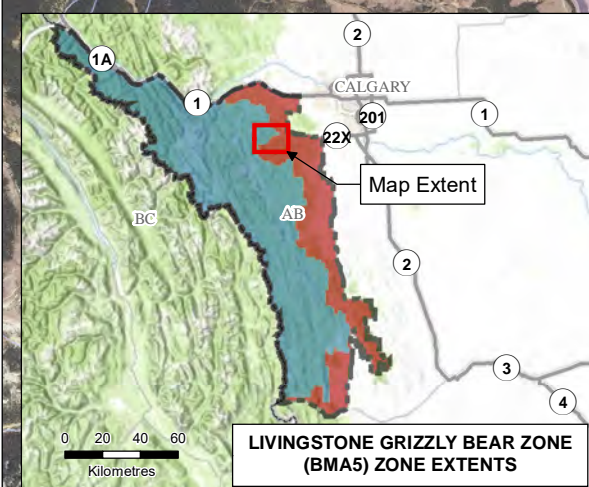 2
1A
CALGARY
1
1
201
22X
Map Extent
BC
AB
2
3
4
0 20 40 60
Kilometres
LIVINGSTONE GRIZZLY BEAR ZONE
(BMA5) ZONE EXTENTS